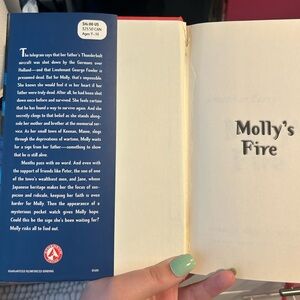 $16.00 US
$23.50 CAN
Ages 7-10
The telegram says that her father's Thunderbolt
aircraft was shot down by the Germans over
Holland—and that Lieutenant George Fowler is
presumed dead. But for Molly, that's impossible.
She knows she would feel it in her heart if her
father were truly dead. After all, he had been shot
down once before and survived. She feels certain
that he has found a way to survive again. And she
secretly clings to that belief as she stands along-
side her mother and brother at the memorial ser-
vice. As her small town of Keenan, Maine, slogs
through the deprivations of wartime, Molly waits
for a sign from her father—something to show
that he is still alive.
Months pass with no word. And even with
the support of friends like Peter, the son of one
of the town's wealthiest men, and Jane, whose
Japanese heritage makes her the focus of sus-
picion and ridicule, keeping her faith is even
harder for Molly. Then the appearance of a
mysterious pocket watch gives Molly hope.
Could this be the sign she's been waiting for?
Molly risks all to find out.
GUARANTEED REINFORCED BINDING
Molly's
Fire